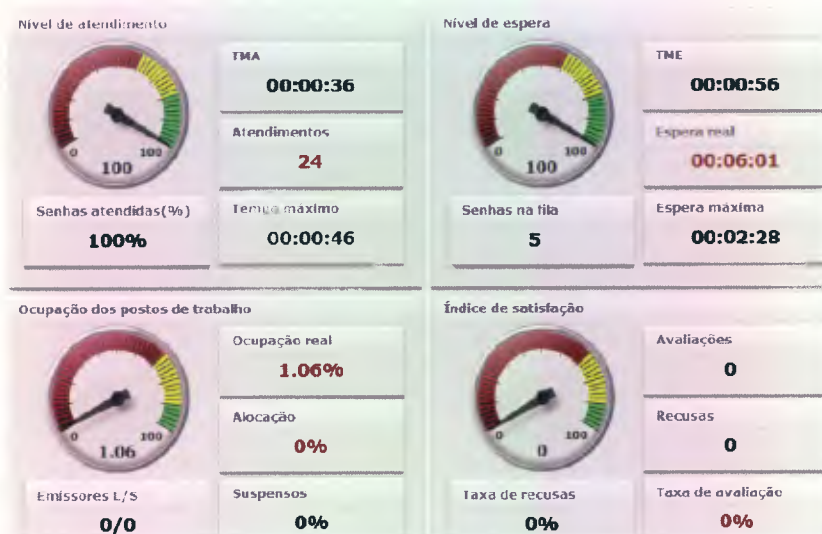 Nível de atendimento
TMA
00:00:36
Atendimentos
24
0
100
100
Senhas atendidas(%)
100%
Tempo máximo
00:00:46
Nível de espera
TME
00:00:56
Espera real
00:06:01
0
100
100
Senhas na fila
5
Espera máxima
00:02:28
Ocupação dos postos de trabalho
Ocupação real
1.06%
Alocação
0%
0
100
1.06
Emissores L/S
0/0
Suspensos
0%
Índice de satisfação
Avaliações
0
Recusas
0
0
100
0
Taxa de recusas
0%
Taxa de avaliação
0%